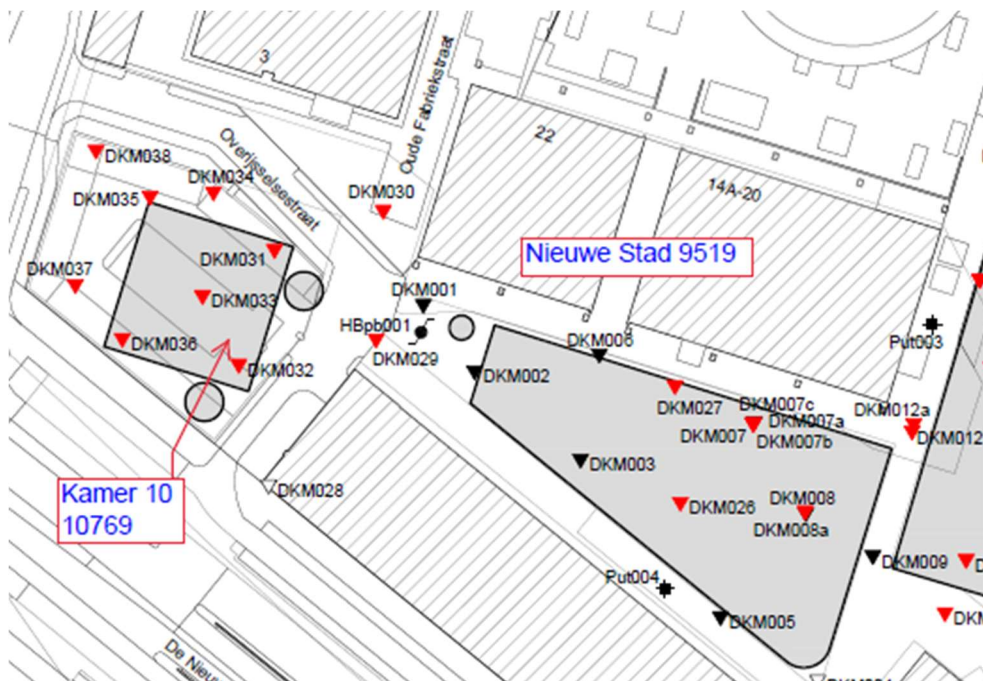 3
Oude Fabriekstraat
22
14A-20
Overijsselsestraat
DKM038
DKM034
DKM035
DKM030
DKM031
Nieuwe Stad 9519
DKM037
DKM033
DKM001
HBpb001
DKM029
DKM006
Put003
DKM036
DKM032
DKM002
DKM027
DKM007c
DKM007a
DKM007
DKM007b
DKM012a
DKM012
DKM003
DKM028
Kamer 10
10769
DKM026
DKM008
DKM008a
DKM009
Put004
DKM005
De Nieuw